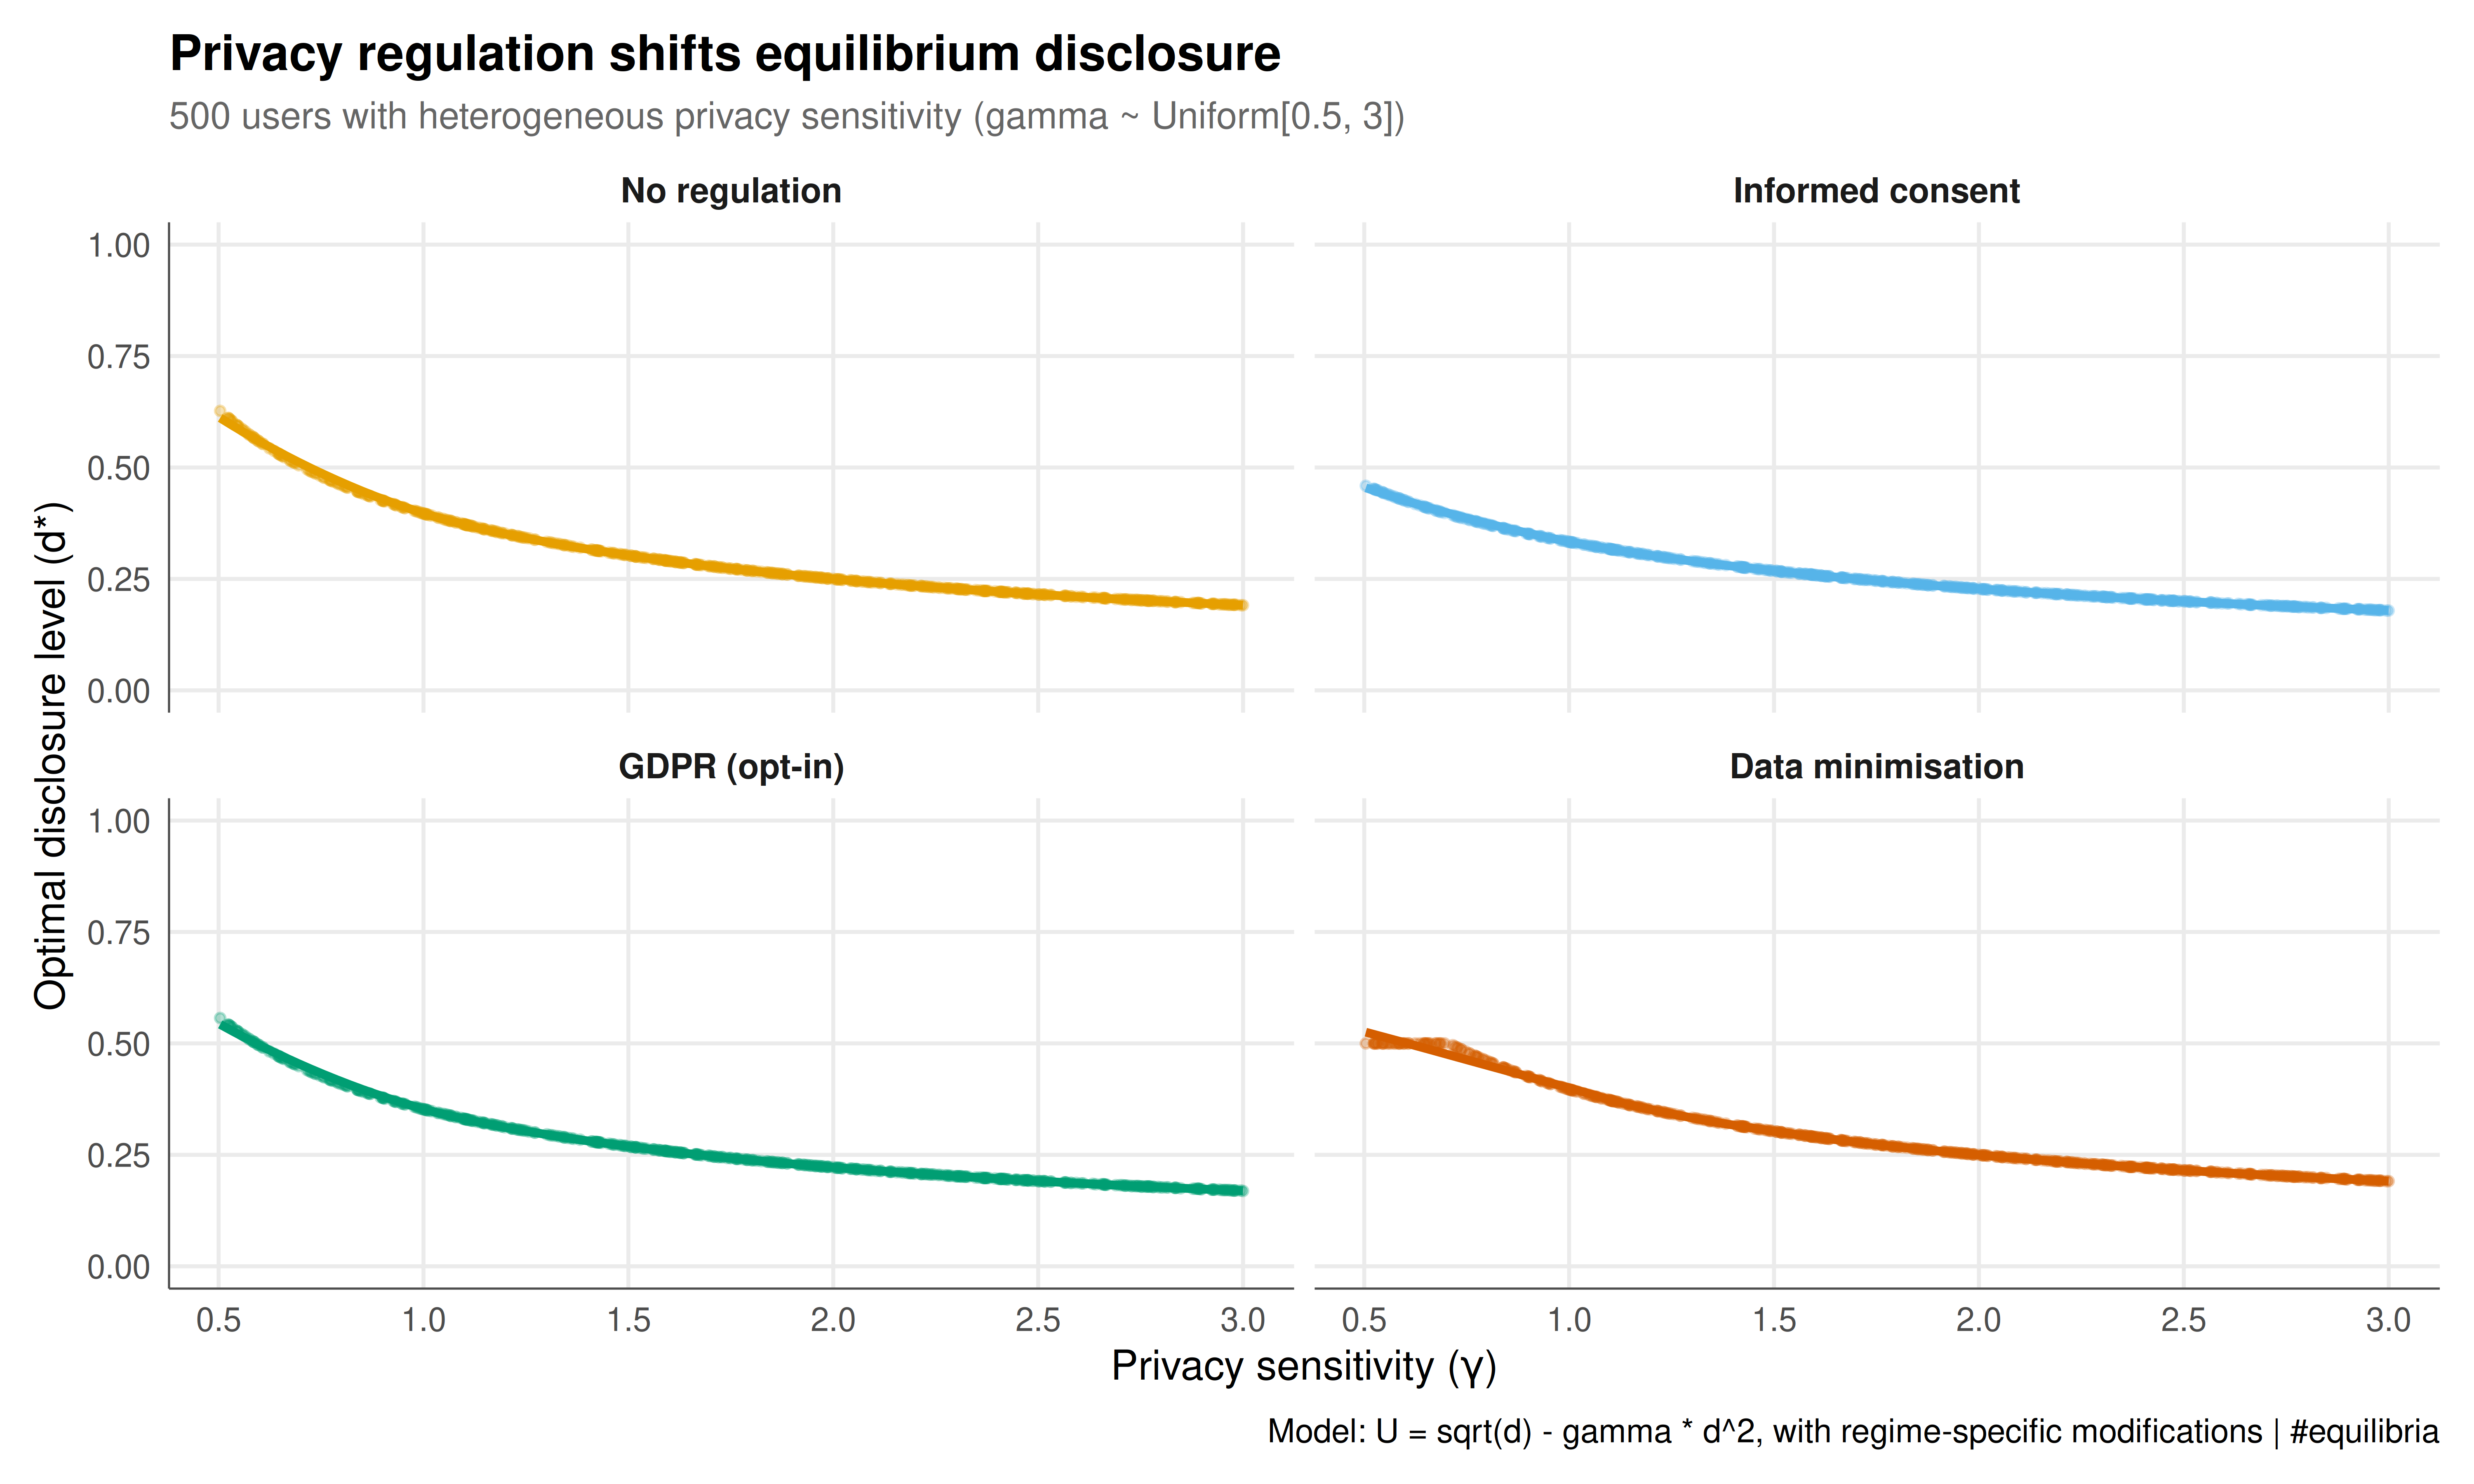 Privacy regulation shifts equilibrium disclosure
500 users with heterogeneous privacy sensitivity (gamma ~ Uniform[0.5, 3])
No regulation
Informed consent
1.00
0.75
0.50
0.25
0.00
GDPR (opt-in)
Data minimisation
1.00
0.75
0.50
0.25
0.00
Optimal disclosure level (d*)
0.5 1.0 1.5 2.0 2.5 3.0
0.5 1.0 1.5 2.0 2.5 3.0
Privacy sensitivity (γ)
Model: U = sqrt(d) - gamma * d^2, with regime-specific modifications | #equilibria